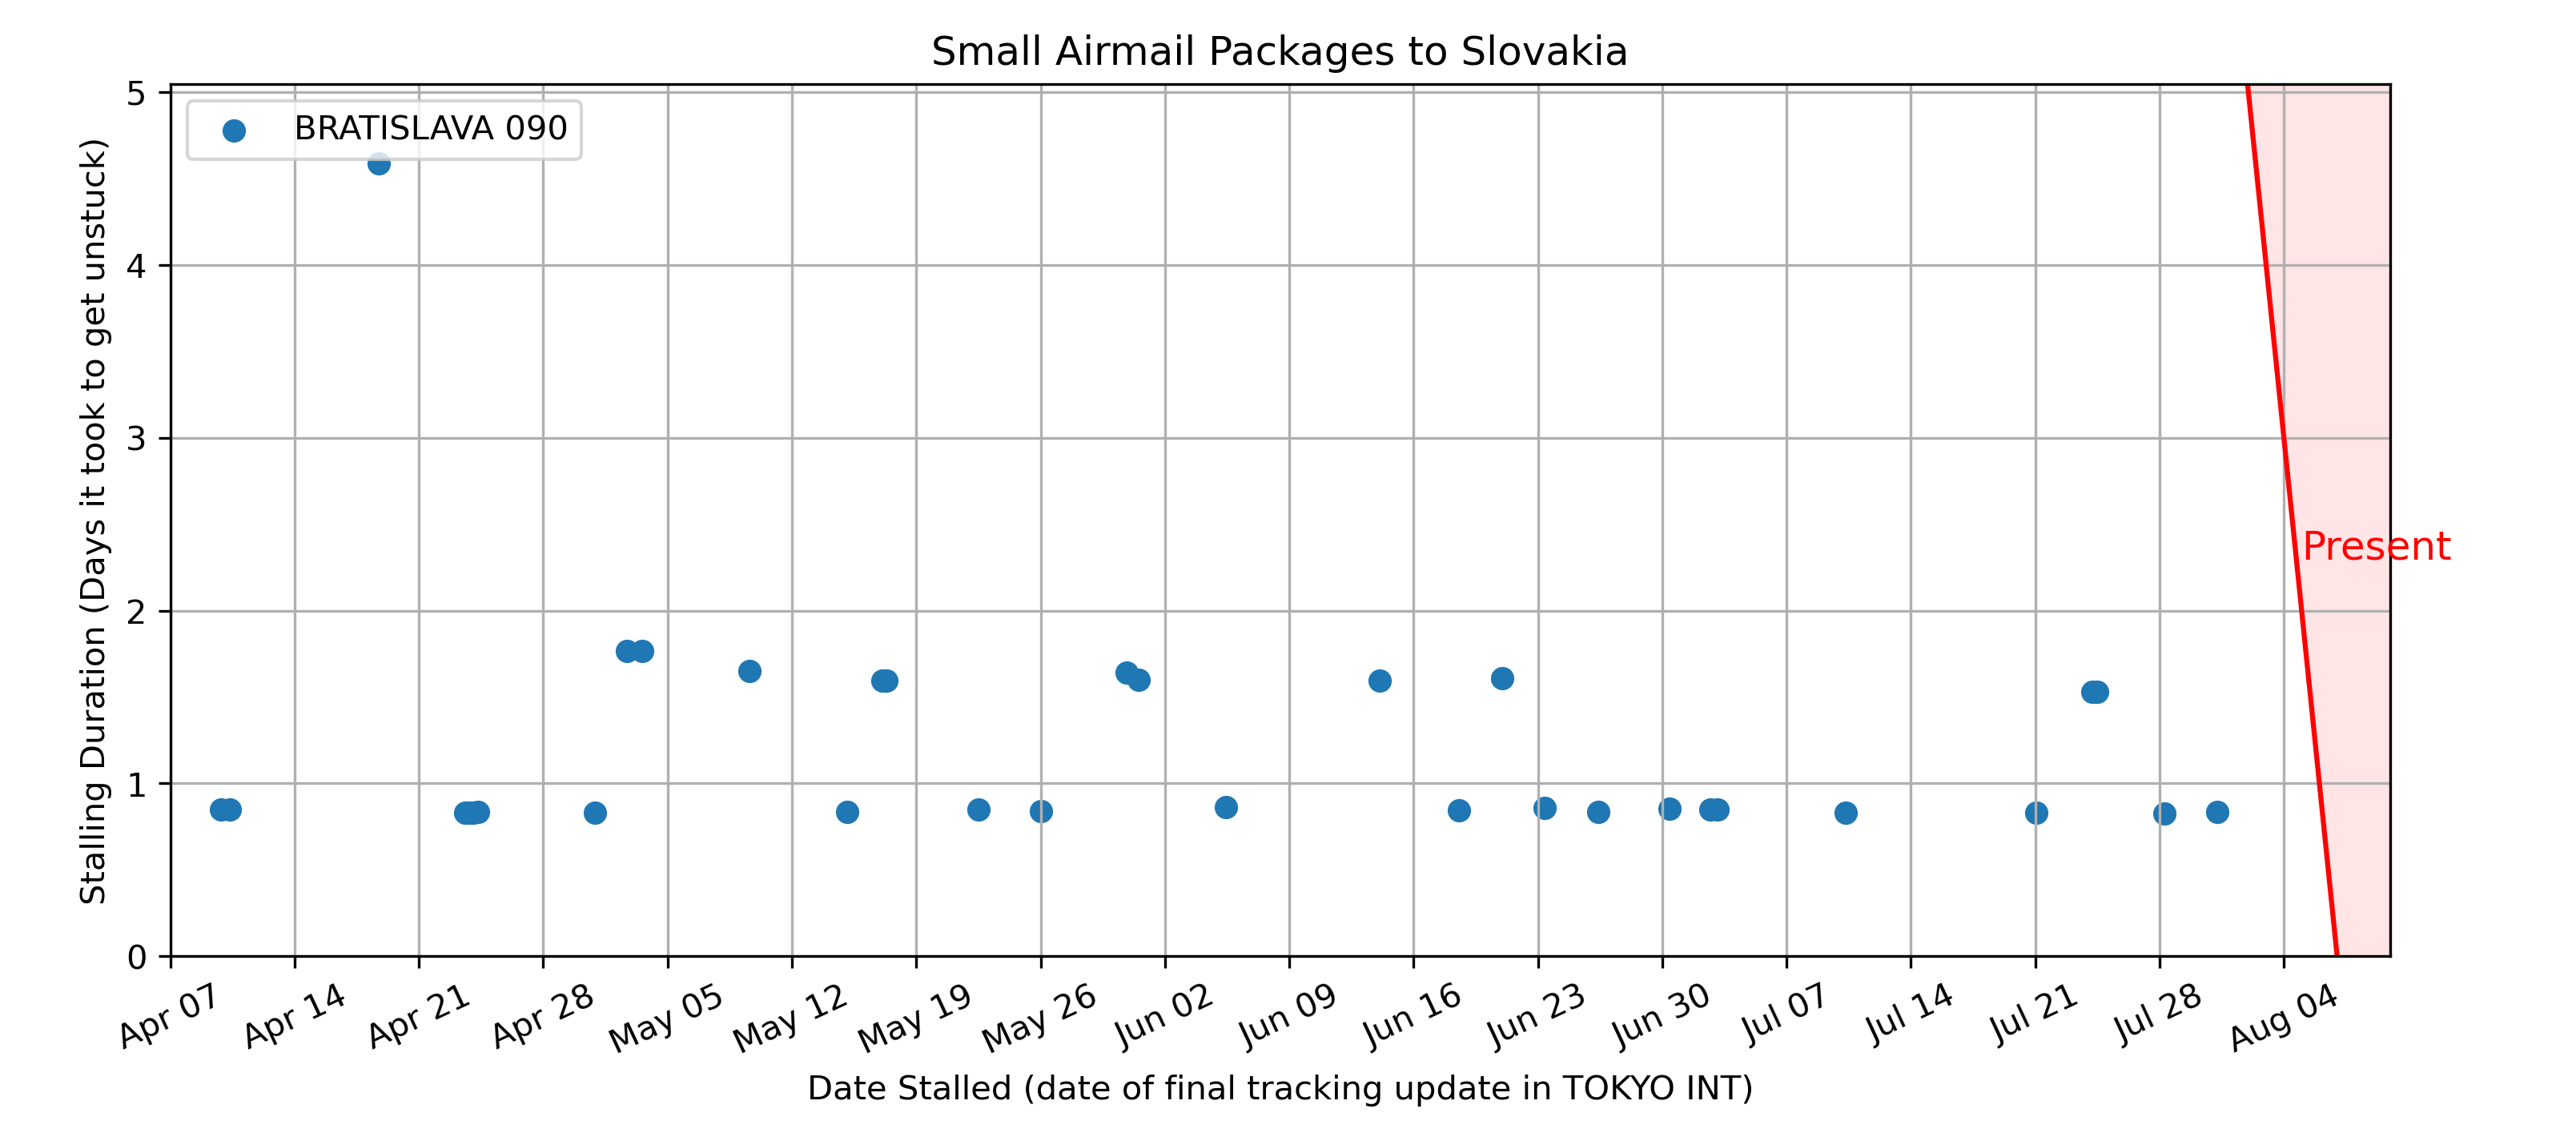 Small Airmail Packages to Slovakia
BRATISLAVA 090
Stalling Duration (Days it took to get unstuck)
5
4
3
2
1
0
Present
Apr 07
Apr 14
Apr 21
Apr 28
May 05
May 12
May 19
May 26
Jun 02
Jun 09
Jun 16
Jun 23
Jun 30
Jul 07
Jul 14
Jul 21
Jul 28
Aug 04
Date Stalled (date of final tracking update in TOKYO INT)